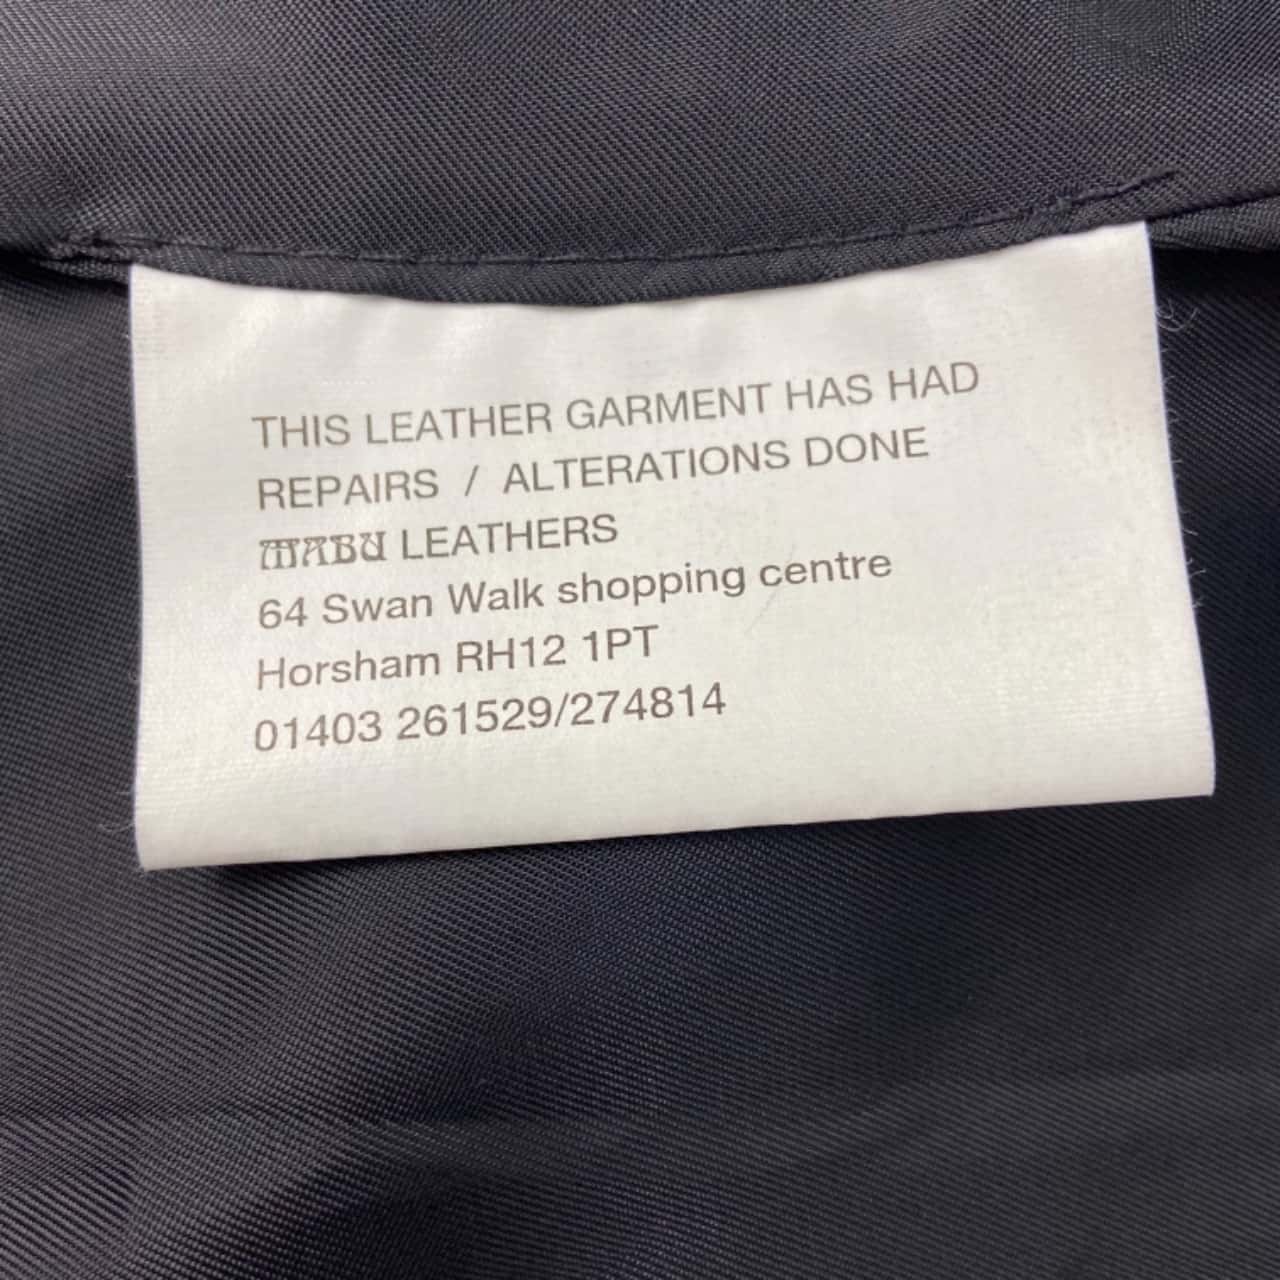 THIS LEATHER GARMENT HAS HAD
REPAIRS / ALTERATIONS DONE
MABU LEATHERS
64 Swan Walk shopping centre
Horsham RH12 1PT
01403 261529/274814